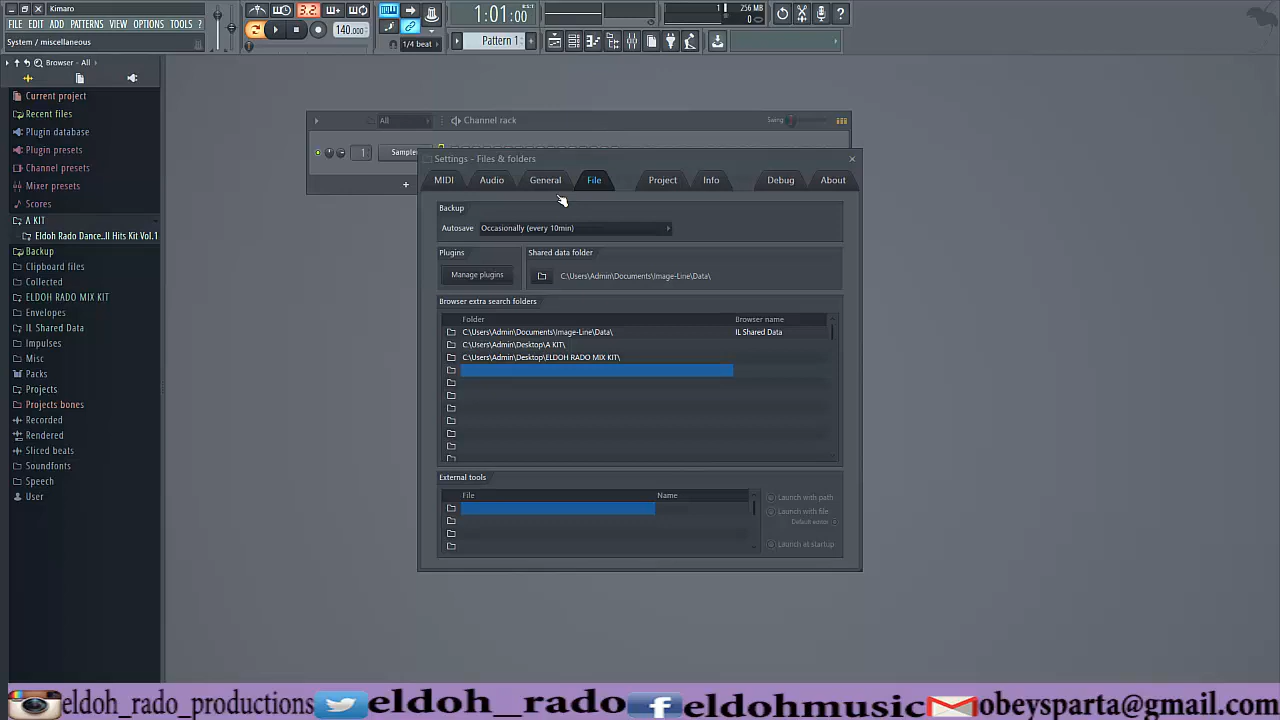 Kimaro
FILE EDIT ADD PATTERNS VIEW OPTIONS TOOLS ?
System / miscellaneous
3.2.
140.000
1/4 beat
1:01:00
Pattern 1
1
256 MB
0
Browser - All
Current project
Recent files
Plugin database
Plugin presets
Channel presets
Mixer presets
Scores
A KIT
Eldoh Rado Dance..ll Hits Kit Vol.1
Backup
Clipboard files
Collected
ELDOH RADO MIX KIT
Envelopes
IL Shared Data
Impulses
Misc
Packs
Projects
Projects bones
Recorded
Rendered
Sliced beats
Soundfonts
Speech
User
All
Channel rack
Swing
1
Sampler
+
Settings - Files & folders
MIDI Audio General File Project Info Debug About
Backup
Autosave Occasionally (every 10min)
Plugins
Manage plugins
Shared data folder
C:\Users\Admin\Documents\Image-Line\Data\
Browser extra search folders
Folder Browser name
C:\Users\Admin\Documents\Image-Line\Data\ IL Shared Data
C:\Users\Admin\Desktop\A KIT\
C:\Users\Admin\Desktop\ELDOH RADO MIX KIT\
External tools
File Name
Launch with path
Launch with file
Default editor
Launch at startup
eldoh_rado_productions eldoh_rado eldohmusic obeysparta@gmail.com